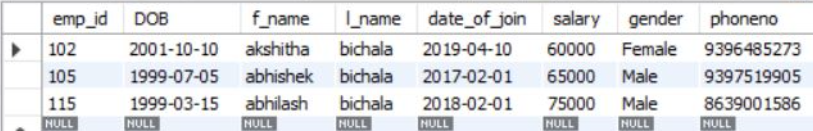 emp_id DOB f_name l_name date_of_join salary gender phoneno
102 2001-10-10 akshitha bichala 2019-04-10 60000 Female 9396485273
105 1999-07-05 abhishek bichala 2017-02-01 65000 Male 9397519905
115 1999-03-15 abhilash bichala 2018-02-01 75000 Male 8639001586
NULL NULL NULL NULL NULL NULL NULL NULL